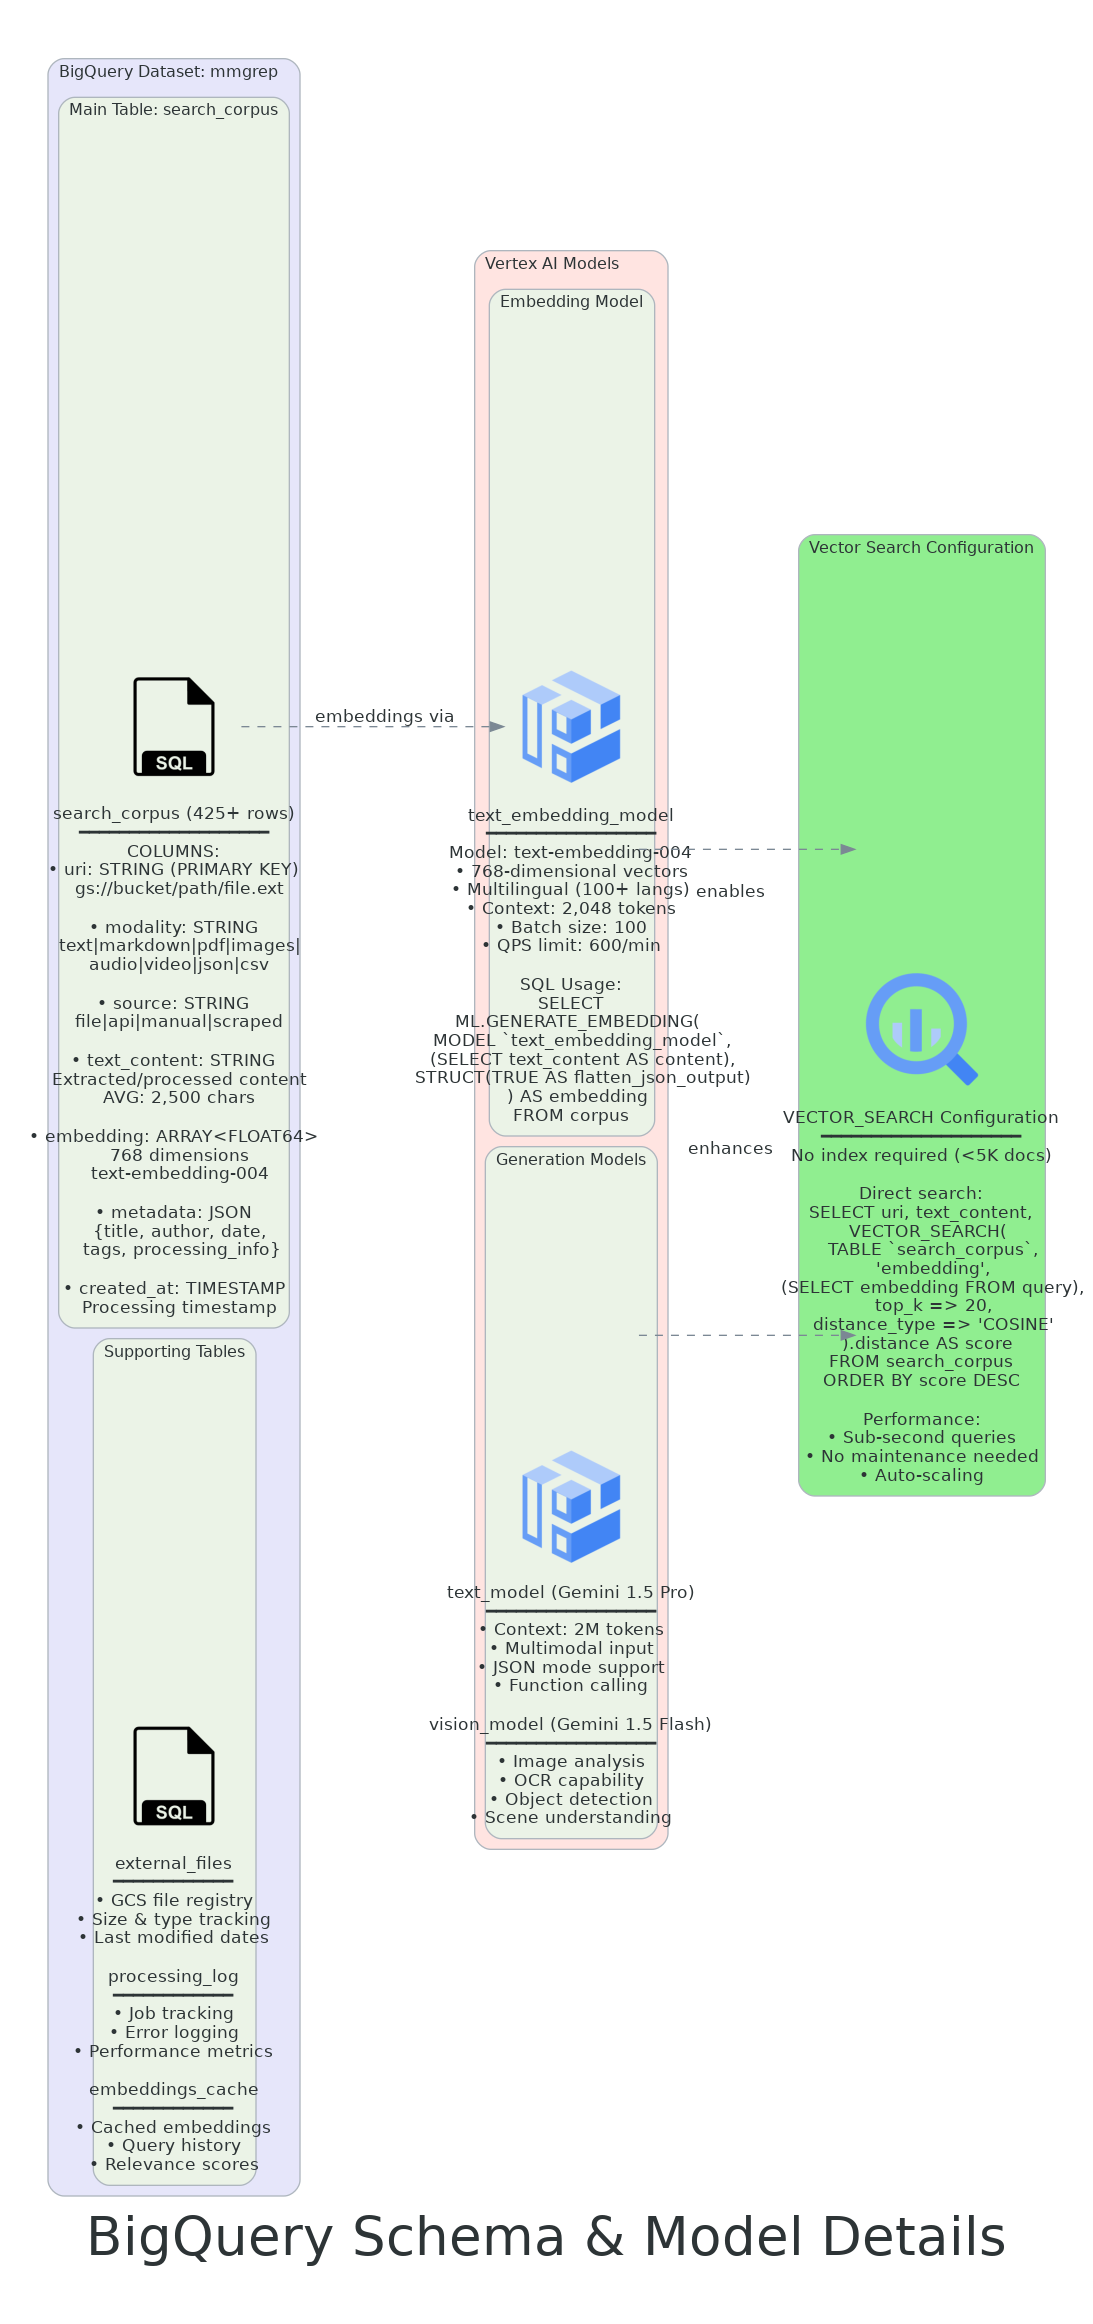 BigQuery Dataset: mmgrep
Main Table: search_corpus
SQL
search_corpus (425+ rows)
COLUMNS:
• uri: STRING (PRIMARY KEY)
gs://bucket/path/file.ext
• modality: STRING
text|markdown|pdf|images|
audio|video|json|csv
• source: STRING
file|api|manual|scraped
• text_content: STRING
Extracted/processed content
AVG: 2,500 chars
• embedding: ARRAY<FLOAT64>
768 dimensions
text-embedding-004
• metadata: JSON
{title, author, date,
tags, processing_info}
• created_at: TIMESTAMP
Processing timestamp
Supporting Tables
SQL
external_files
• GCS file registry
• Size & type tracking
• Last modified dates
processing_log
• Job tracking
• Error logging
• Performance metrics
embeddings_cache
• Cached embeddings
• Query history
• Relevance scores
embeddings via
Vertex AI Models
Embedding Model
text_embedding_model
Model: text-embedding-004
• 768-dimensional vectors
• Multilingual (100+ langs)
• Context: 2,048 tokens
• Batch size: 100
• QPS limit: 600/min
SQL Usage:
SELECT
ML.GENERATE_EMBEDDING(
MODEL `text_embedding_model`,
(SELECT text_content AS content),
STRUCT(TRUE AS flatten_json_output)
) AS embedding
FROM corpus
Generation Models
text_model (Gemini 1.5 Pro)
• Context: 2M tokens
• Multimodal input
• JSON mode support
• Function calling
vision_model (Gemini 1.5 Flash)
• Image analysis
• OCR capability
• Object detection
• Scene understanding
enables
enhances
Vector Search Configuration
VECTOR_SEARCH Configuration
No index required (<5K docs)
Direct search:
SELECT uri, text_content,
VECTOR_SEARCH(
TABLE `search_corpus`,
'embedding',
(SELECT embedding FROM query),
top_k => 20,
distance_type => 'COSINE'
).distance AS score
FROM search_corpus
ORDER BY score DESC
Performance:
• Sub-second queries
• No maintenance needed
• Auto-scaling
BigQuery Schema & Model Details